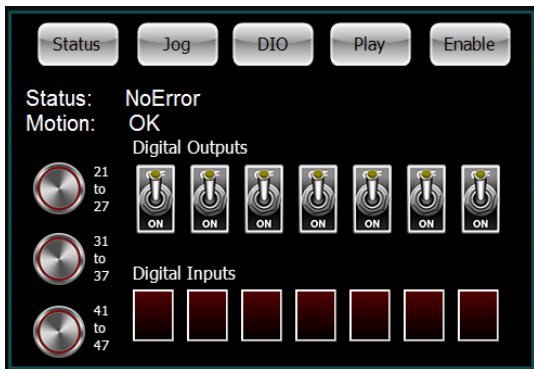 Status Jog DIO Play Enable
Status: NoError
Motion: OK
Digital Outputs
21
to
27
ON ON ON ON ON ON ON
31
to
37
Digital Inputs
41
to
47